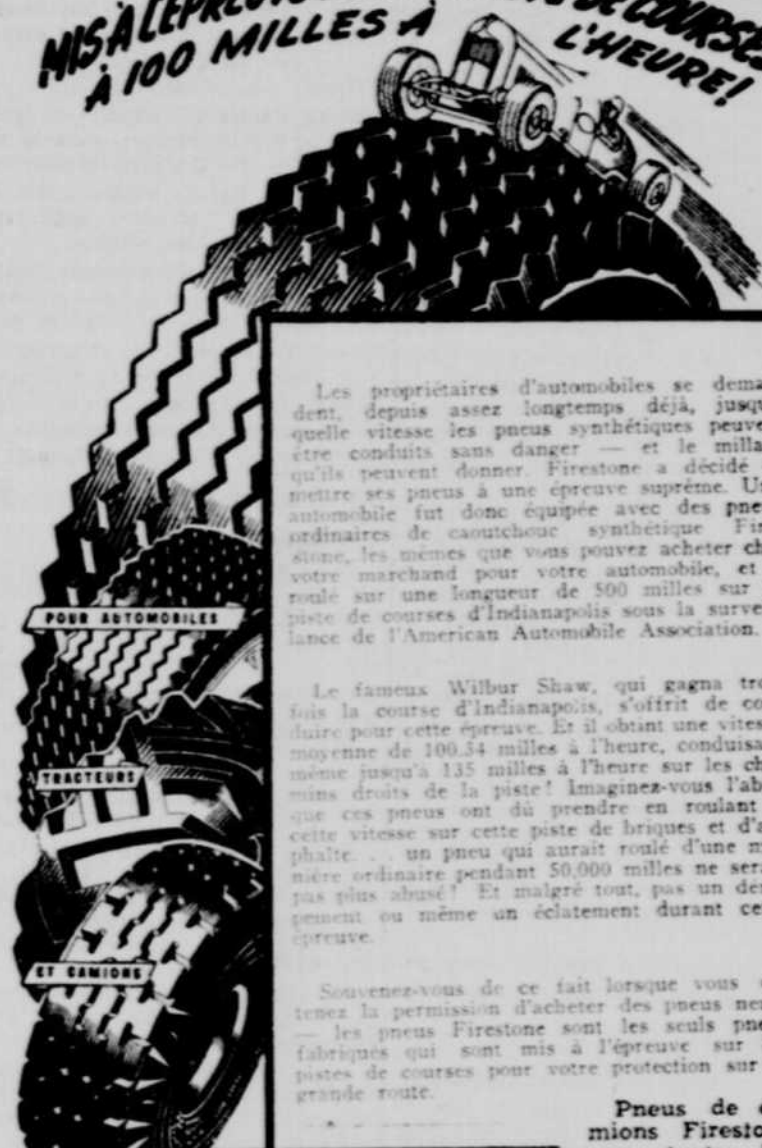 MIS À L'ÉPREUVE
DE COURSES
À 100 MILLES À
L'HEURE!
Les propriétaires d'automobiles se deman
dent, depuis assez longtemps déjà, jusqu
quelle vitesse les pneus synthétiques peuve
être conduits sans danger — et le milla
qu'ils peuvent donner. Firestone a décidé
mettre ses pneus à une épreuve suprême. U
automobile fut donc équipée avec des pne
ordinaires de caoutchouc synthétique Fir
stone, les mêmes que vous pouvez acheter ch
votre marchand pour votre automobile, et
roulé sur une longueur de 500 milles sur
piste de courses d'Indianapolis sous la surve
lance de l'American Automobile Association.
Le fameux Wilbur Shaw, qui gagna tro
fois la course d'Indianapolis, s'offrit de co
duire pour cette épreuve. Et il obtint une vites
moyenne de 100.34 milles à l'heure, conduisa
même jusqu'à 135 milles à l'heure sur les ch
mins droits de la piste! Imaginez-vous l'ab
que ces pneus ont dû prendre en roulant
cette vitesse sur cette piste de briques et d'a
phalte. . . un pneu qui aurait roulé d'une m
nière ordinaire pendant 50,000 milles ne sera
pas plus abusé! Et malgré tout, pas un dér
pement ou même un éclatement durant ce
épreuve.
Souvenez-vous de ce fait lorsque vous
tenez la permission d'acheter des pneus ne
— les pneus Firestone sont les seuls pne
fabriqués qui sont mis à l'épreuve sur
pistes de courses pour votre protection sur
grande route.
Pneus de
mions Firesto
POUR AUTOMOBILES
TRACTEURS
ET CAMIONS